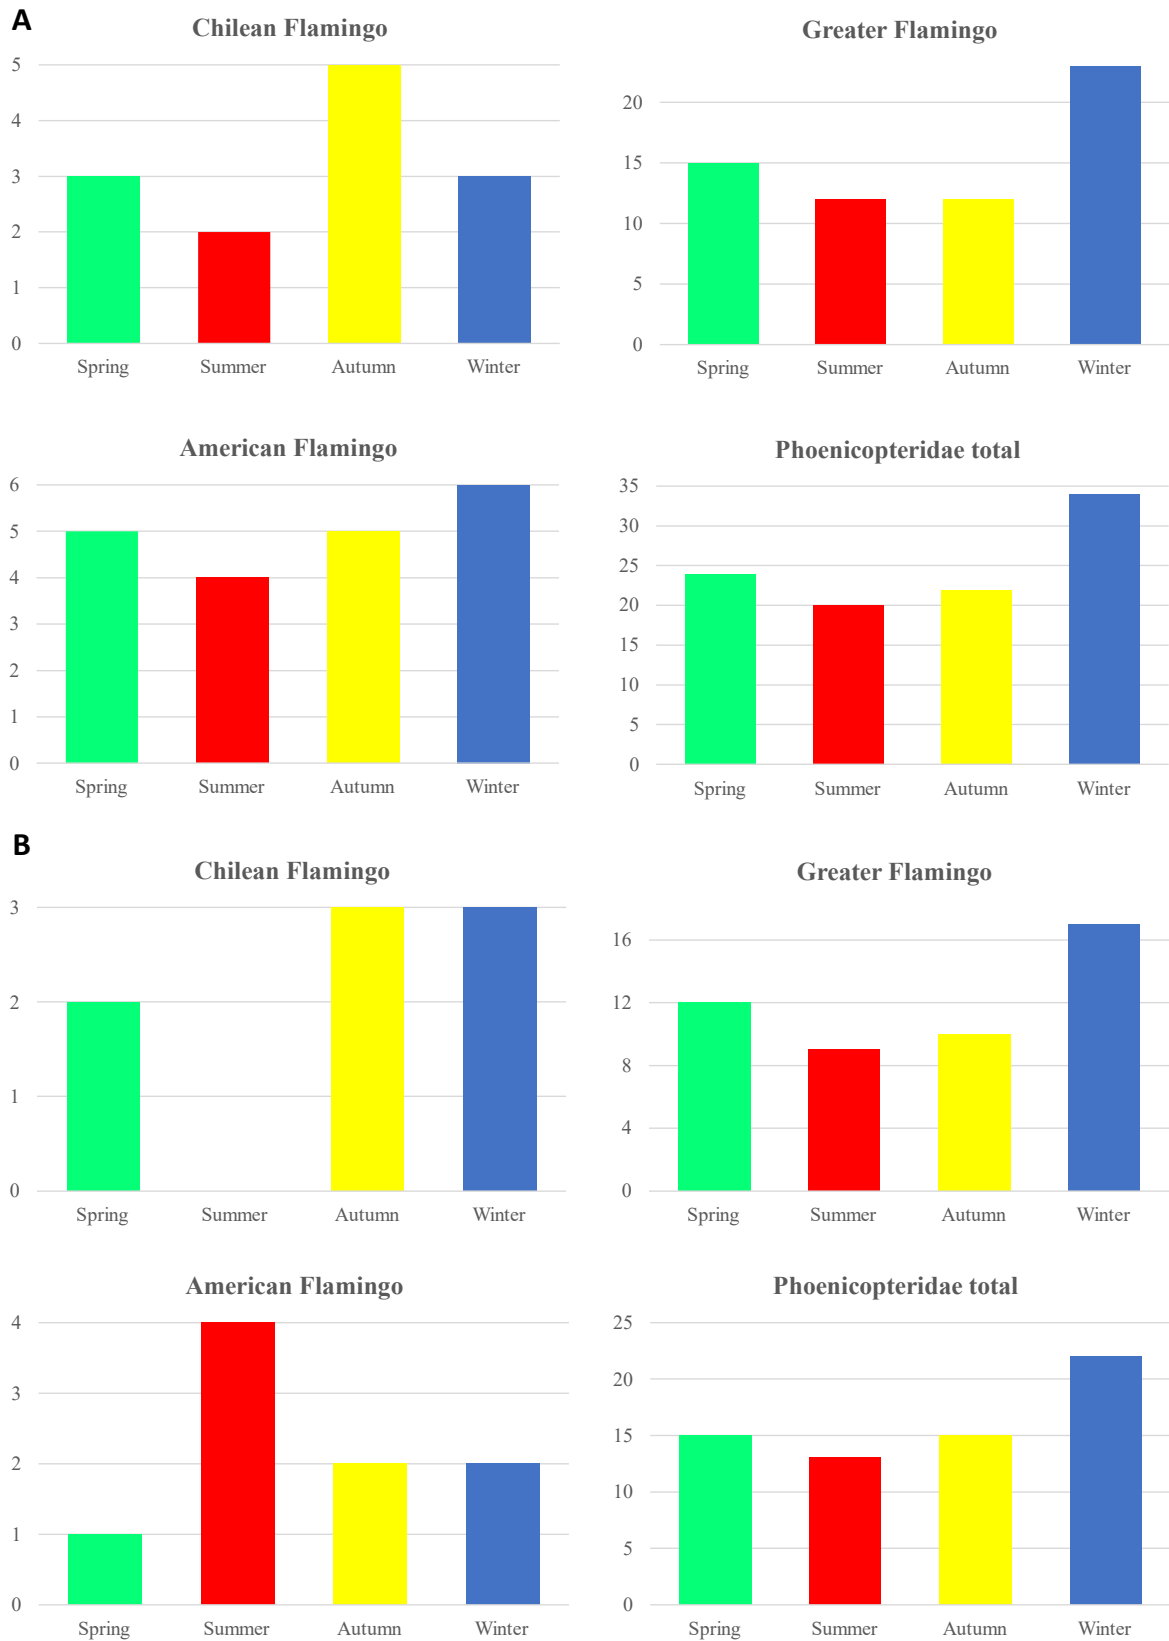 A
Chilean Flamingo
5
4
3
2
1
0
Spring Summer Autumn Winter
Greater Flamingo
20
15
10
5
0
Spring Summer Autumn Winter
American Flamingo
6
5
4
3
2
1
0
Spring Summer Autumn Winter
Phoenicopteridae total
35
30
25
20
15
10
5
0
Spring Summer Autumn Winter
B
Chilean Flamingo
3
2
1
0
Spring Summer Autumn Winter
Greater Flamingo
16
12
8
4
0
Spring Summer Autumn Winter
American Flamingo
4
3
2
1
0
Spring Summer Autumn Winter
Phoenicopteridae total
25
20
15
10
5
0
Spring Summer Autumn Winter